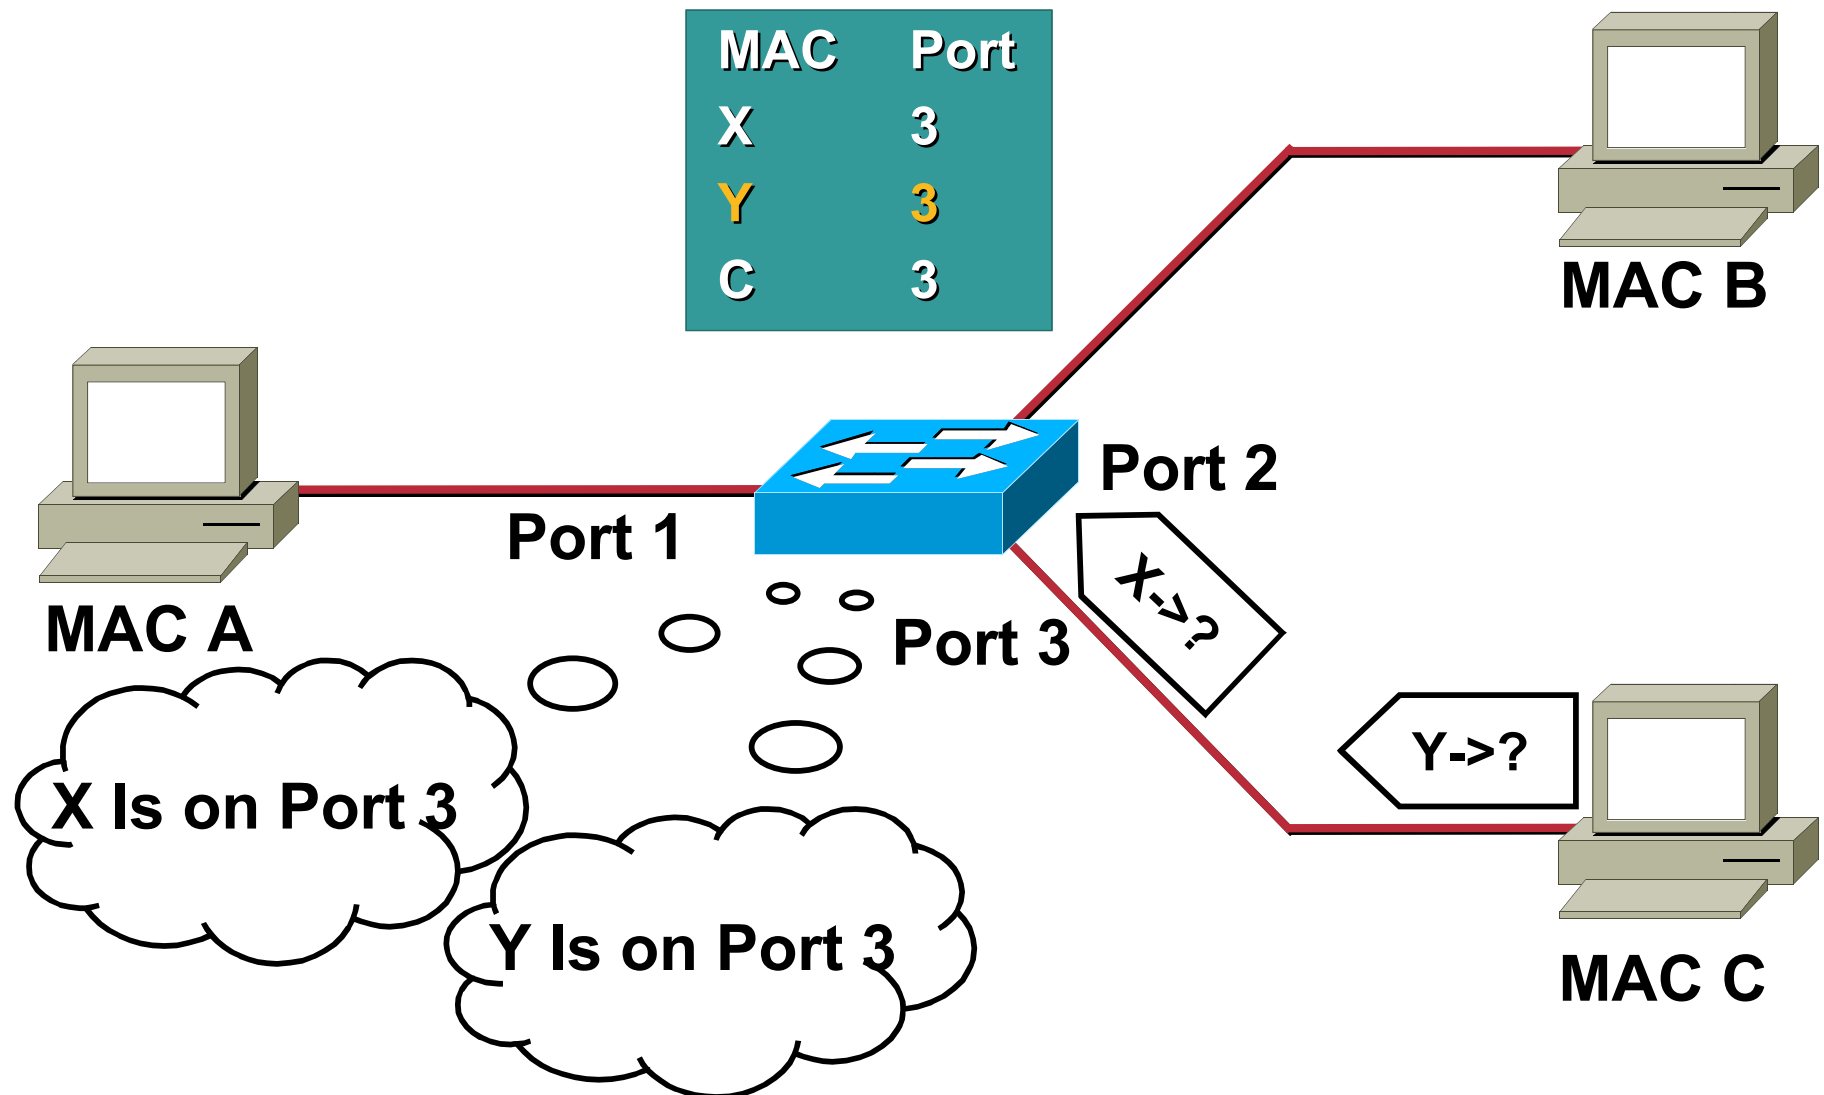 MAC Port
X 3
Y 3
C 3
MAC B
Port 2
Port 1
X->?
MAC A
Port 3
Y->?
X Is on Port 3
Y Is on Port 3
MAC C